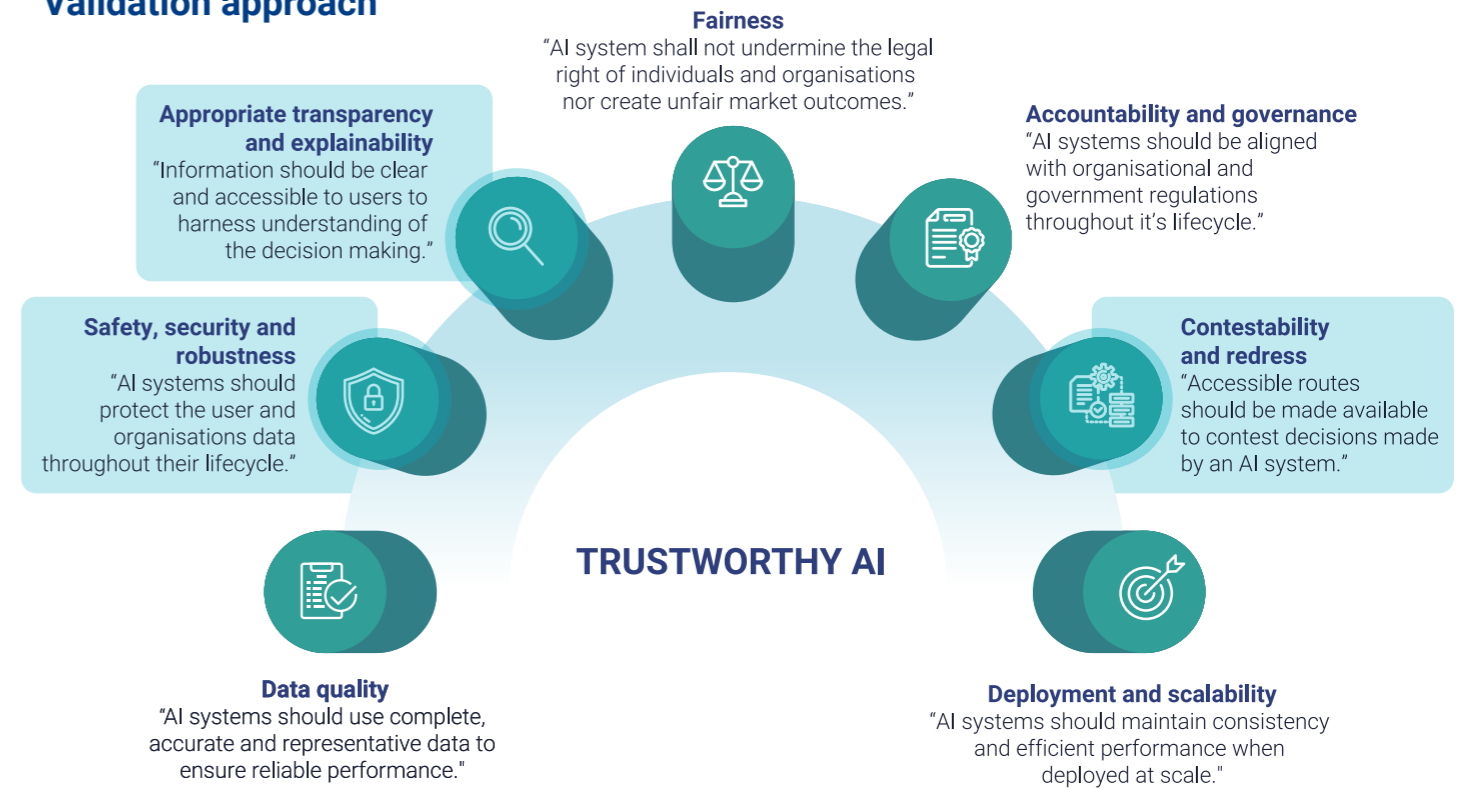 Validation approach
Fairness
“AI system shall not undermine the legal
right of individuals and organisations
nor create unfair market outcomes.”
Appropriate transparency
and explainability
“Information should be clear
and accessible to users to
harness understanding of
the decision making.”
Accountability and governance
“AI systems should be aligned
with organisational and
government regulations
throughout it’s lifecycle.”
Safety, security and
robustness
“AI systems should
protect the user and
organisations data
throughout their lifecycle.”
Contestability
and redress
“Accessible routes
should be made available
to contest decisions made
by an AI system.”
TRUSTWORTHY AI
Data quality
“AI systems should use complete,
accurate and representative data to
ensure reliable performance."
Deployment and scalability
“AI systems should maintain consistency
and efficient performance when
deployed at scale."